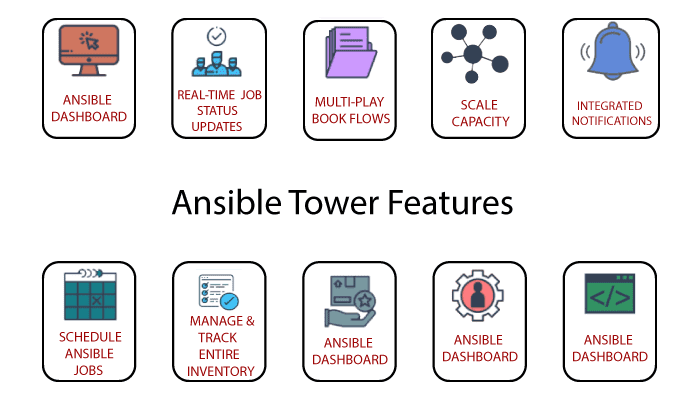 ANSIBLE
DASHBOARD
REAL-TIME JOB
STATUS
UPDATES
MULTI-PLAY
BOOK FLOWS
SCALE
CAPACITY
INTEGRATED
NOTIFICATIONS
Ansible Tower Features
SCHEDULE
ANSIBLE
JOBS
MANAGE &
TRACK
ENTIRE
INVENTORY
ANSIBLE
DASHBOARD
ANSIBLE
DASHBOARD
</>
ANSIBLE
DASHBOARD